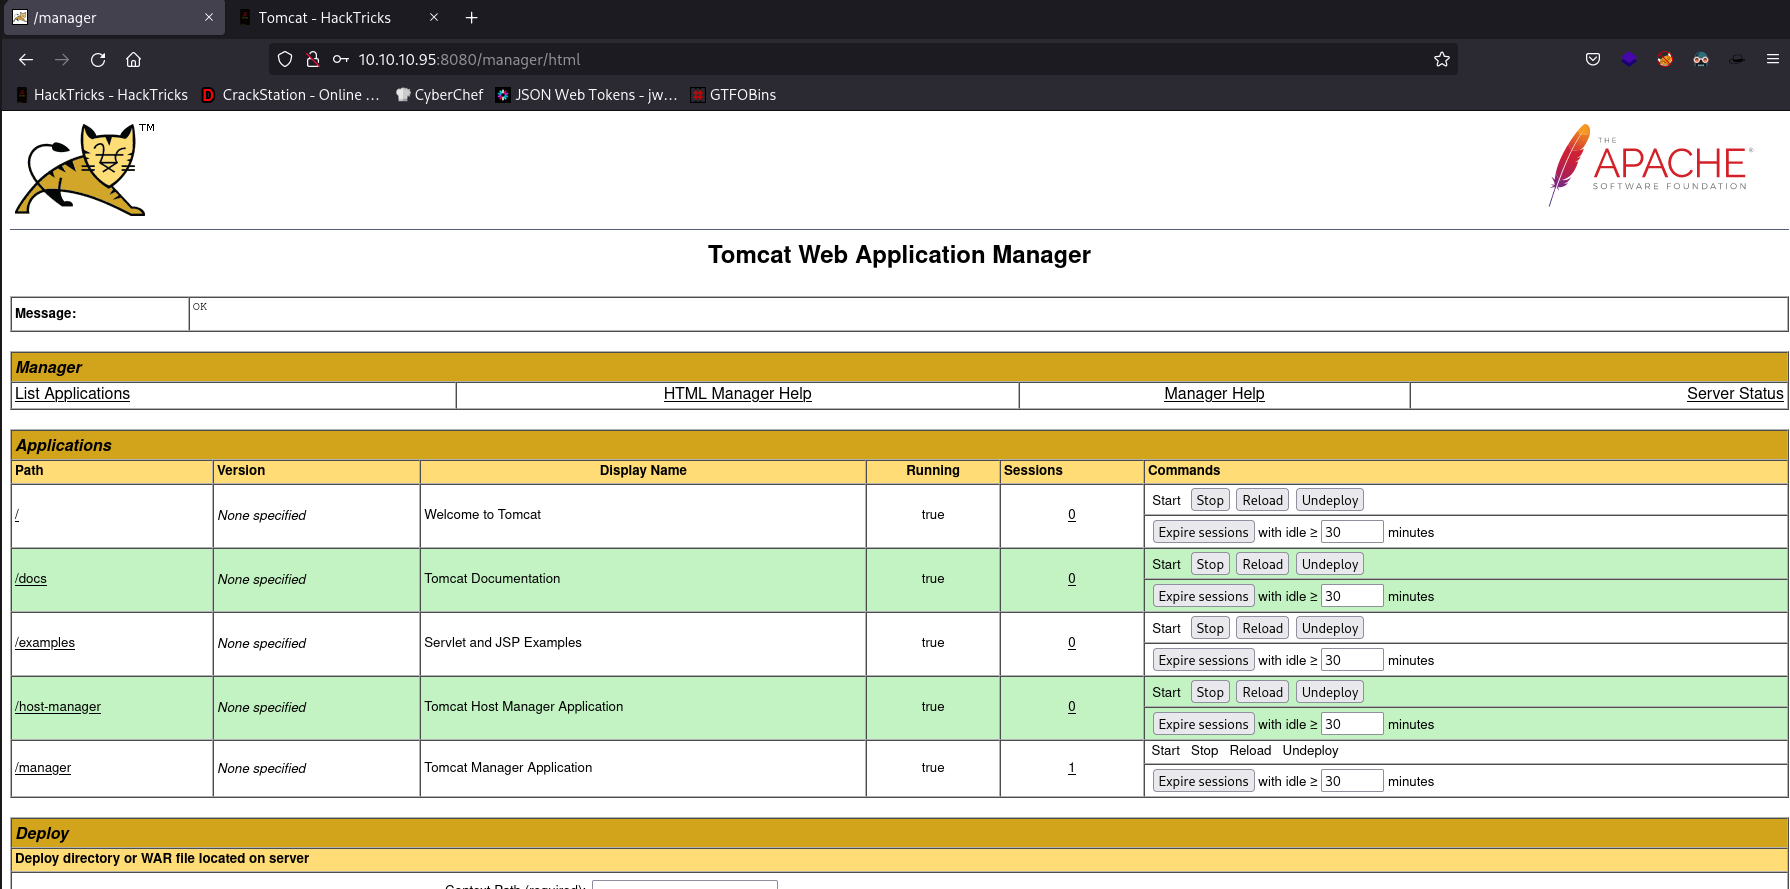 /manager
Tomcat - HackTricks
10.10.10.95:8080/manager/html
HackTricks - HackTricks CrackStation - Online ... CyberChef JSON Web Tokens - jw... GTFOBins
TM
THE
APACHE®
SOFTWARE FOUNDATION
Tomcat Web Application Manager
Message: OK
Manager
List Applications HTML Manager Help Manager Help Server Status
Applications
Path Version Display Name Running Sessions Commands
/ None specified Welcome to Tomcat true 0 Start Stop Reload Undeploy
Expire sessions with idle ≥ 30 minutes
/docs None specified Tomcat Documentation true 0 Start Stop Reload Undeploy
Expire sessions with idle ≥ 30 minutes
/examples None specified Servlet and JSP Examples true 0 Start Stop Reload Undeploy
Expire sessions with idle ≥ 30 minutes
/host-manager None specified Tomcat Host Manager Application true 0 Start Stop Reload Undeploy
Expire sessions with idle ≥ 30 minutes
/manager None specified Tomcat Manager Application true 1 Start Stop Reload Undeploy
Expire sessions with idle ≥ 30 minutes
Deploy
Deploy directory or WAR file located on server
Context Path (required):